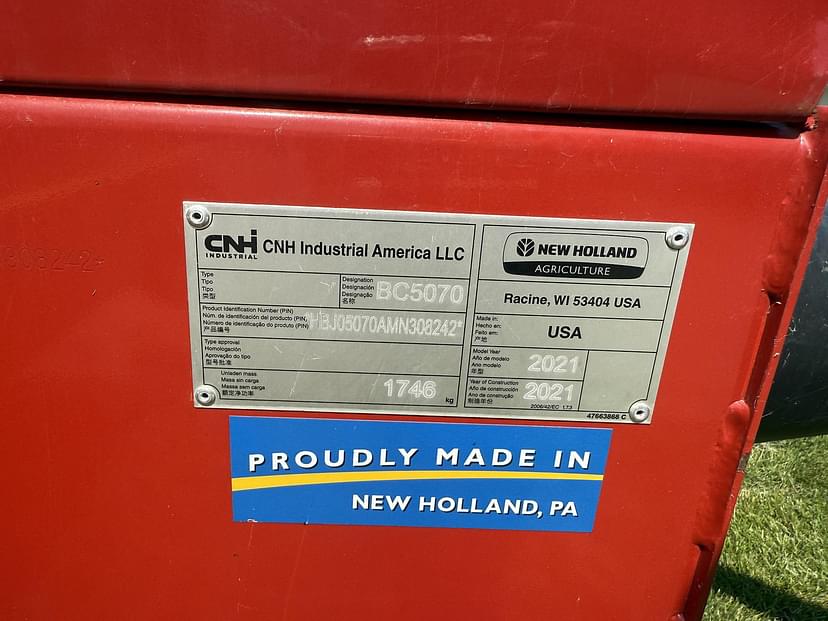 CNHi
INDUSTRIAL
CNH Industrial America LLC
Type
Tipo
Tipo
类型
Designation
Designación
Designação
名称
BC5070
Product Identification Number (PIN)
Núm. de identificación del producto (PIN)
Número de identificação do produto (PIN)
产品编号
*HBJ05070AMN308242*
Type approval
Homologación
Aprovação do tipo
型号批准
Unladen mass
Masa sin carga
Massa sem carga
额定净功率
1746
kg
NEW HOLLAND
AGRICULTURE
Racine, WI 53404 USA
Made in:
Hecho en:
Feito em:
产地
USA
Model Year
Año de modelo
Ano modelo
年型
2021
Year of Construction
Año de construcción
Ano de construção
制造年份
2021
2006/42/EC 1.7.3
47663868 C
PROUDLY MADE IN
NEW HOLLAND, PA